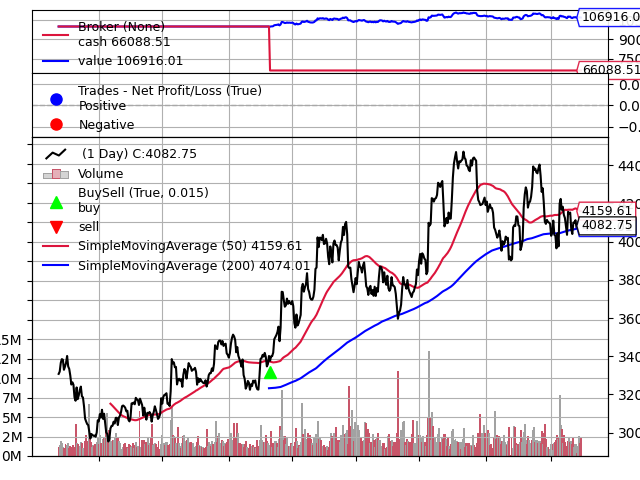 Broker (None)
cash 66088.51
value 106916.01
106916.0
900
750
66088.51
Trades - Net Profit/Loss (True)
Positive
Negative
0.0
0.0
−0.
(1 Day) C:4082.75
Volume
BuySell (True, 0.015)
buy
sell
SimpleMovingAverage (50) 4159.61
SimpleMovingAverage (200) 4074.01
440
420
4159.61
4082.75
400
380
360
340
320
300
5M
2M
0M
7M
5M
2M
0M